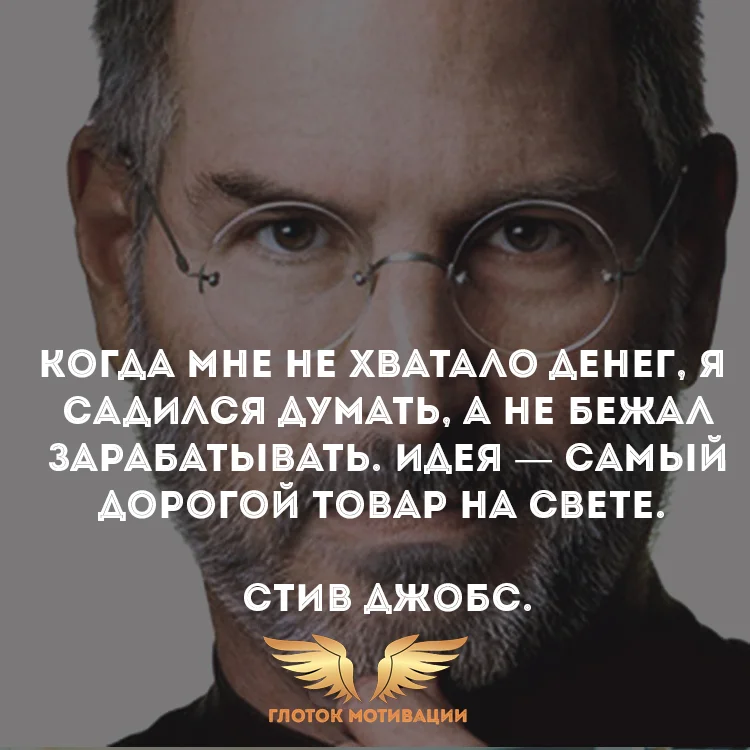 КОГДА МНЕ НЕ ХВАТАЛО ДЕНЕГ, Я
САДИЛСЯ ДУМАТЬ, А НЕ БЕЖАЛ
ЗАРАБАТЫВАТЬ. ИДЕЯ — САМЫЙ
ДОРОГОЙ ТОВАР НА СВЕТЕ.
СТИВ ДЖОБС.
ГЛОТОК МОТИВАЦИИ